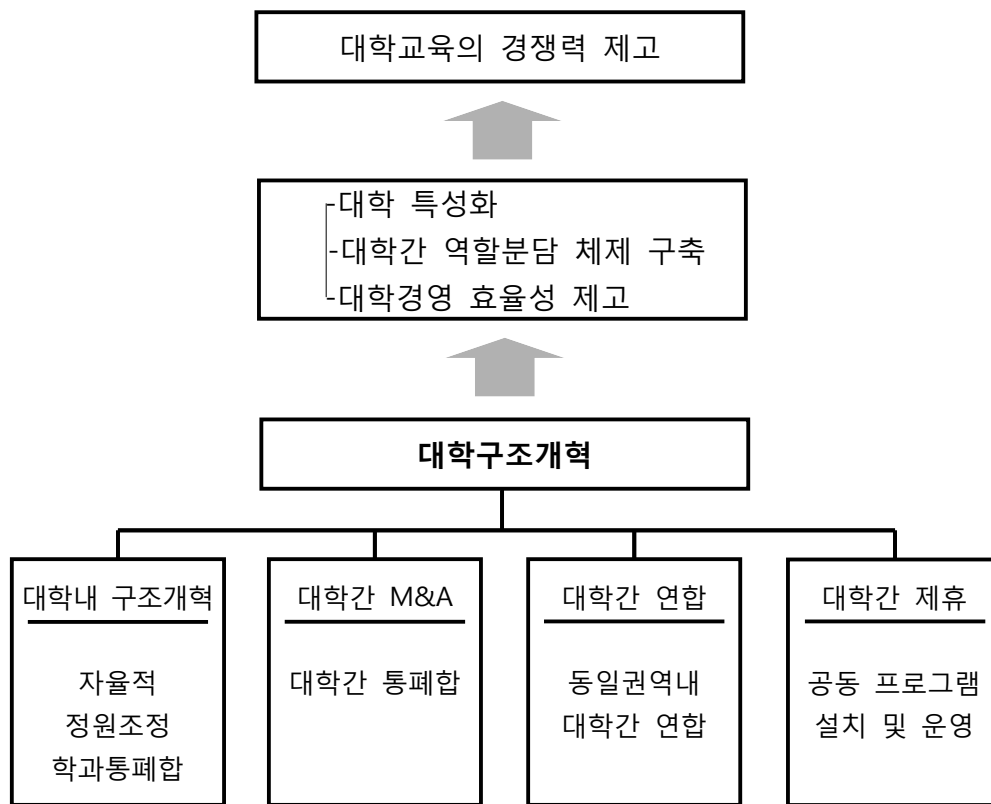 대학교육의 경쟁력 제고
-대학 특성화
-대학간 역할분담 체제 구축
-대학경영 효율성 제고
대학구조개혁
대학내 구조개혁
자율적
정원조정
학과통폐합
대학간 M&A
대학간 통폐합
대학간 연합
동일권역내
대학간 연합
대학간 제휴
공동 프로그램
설치 및 운영